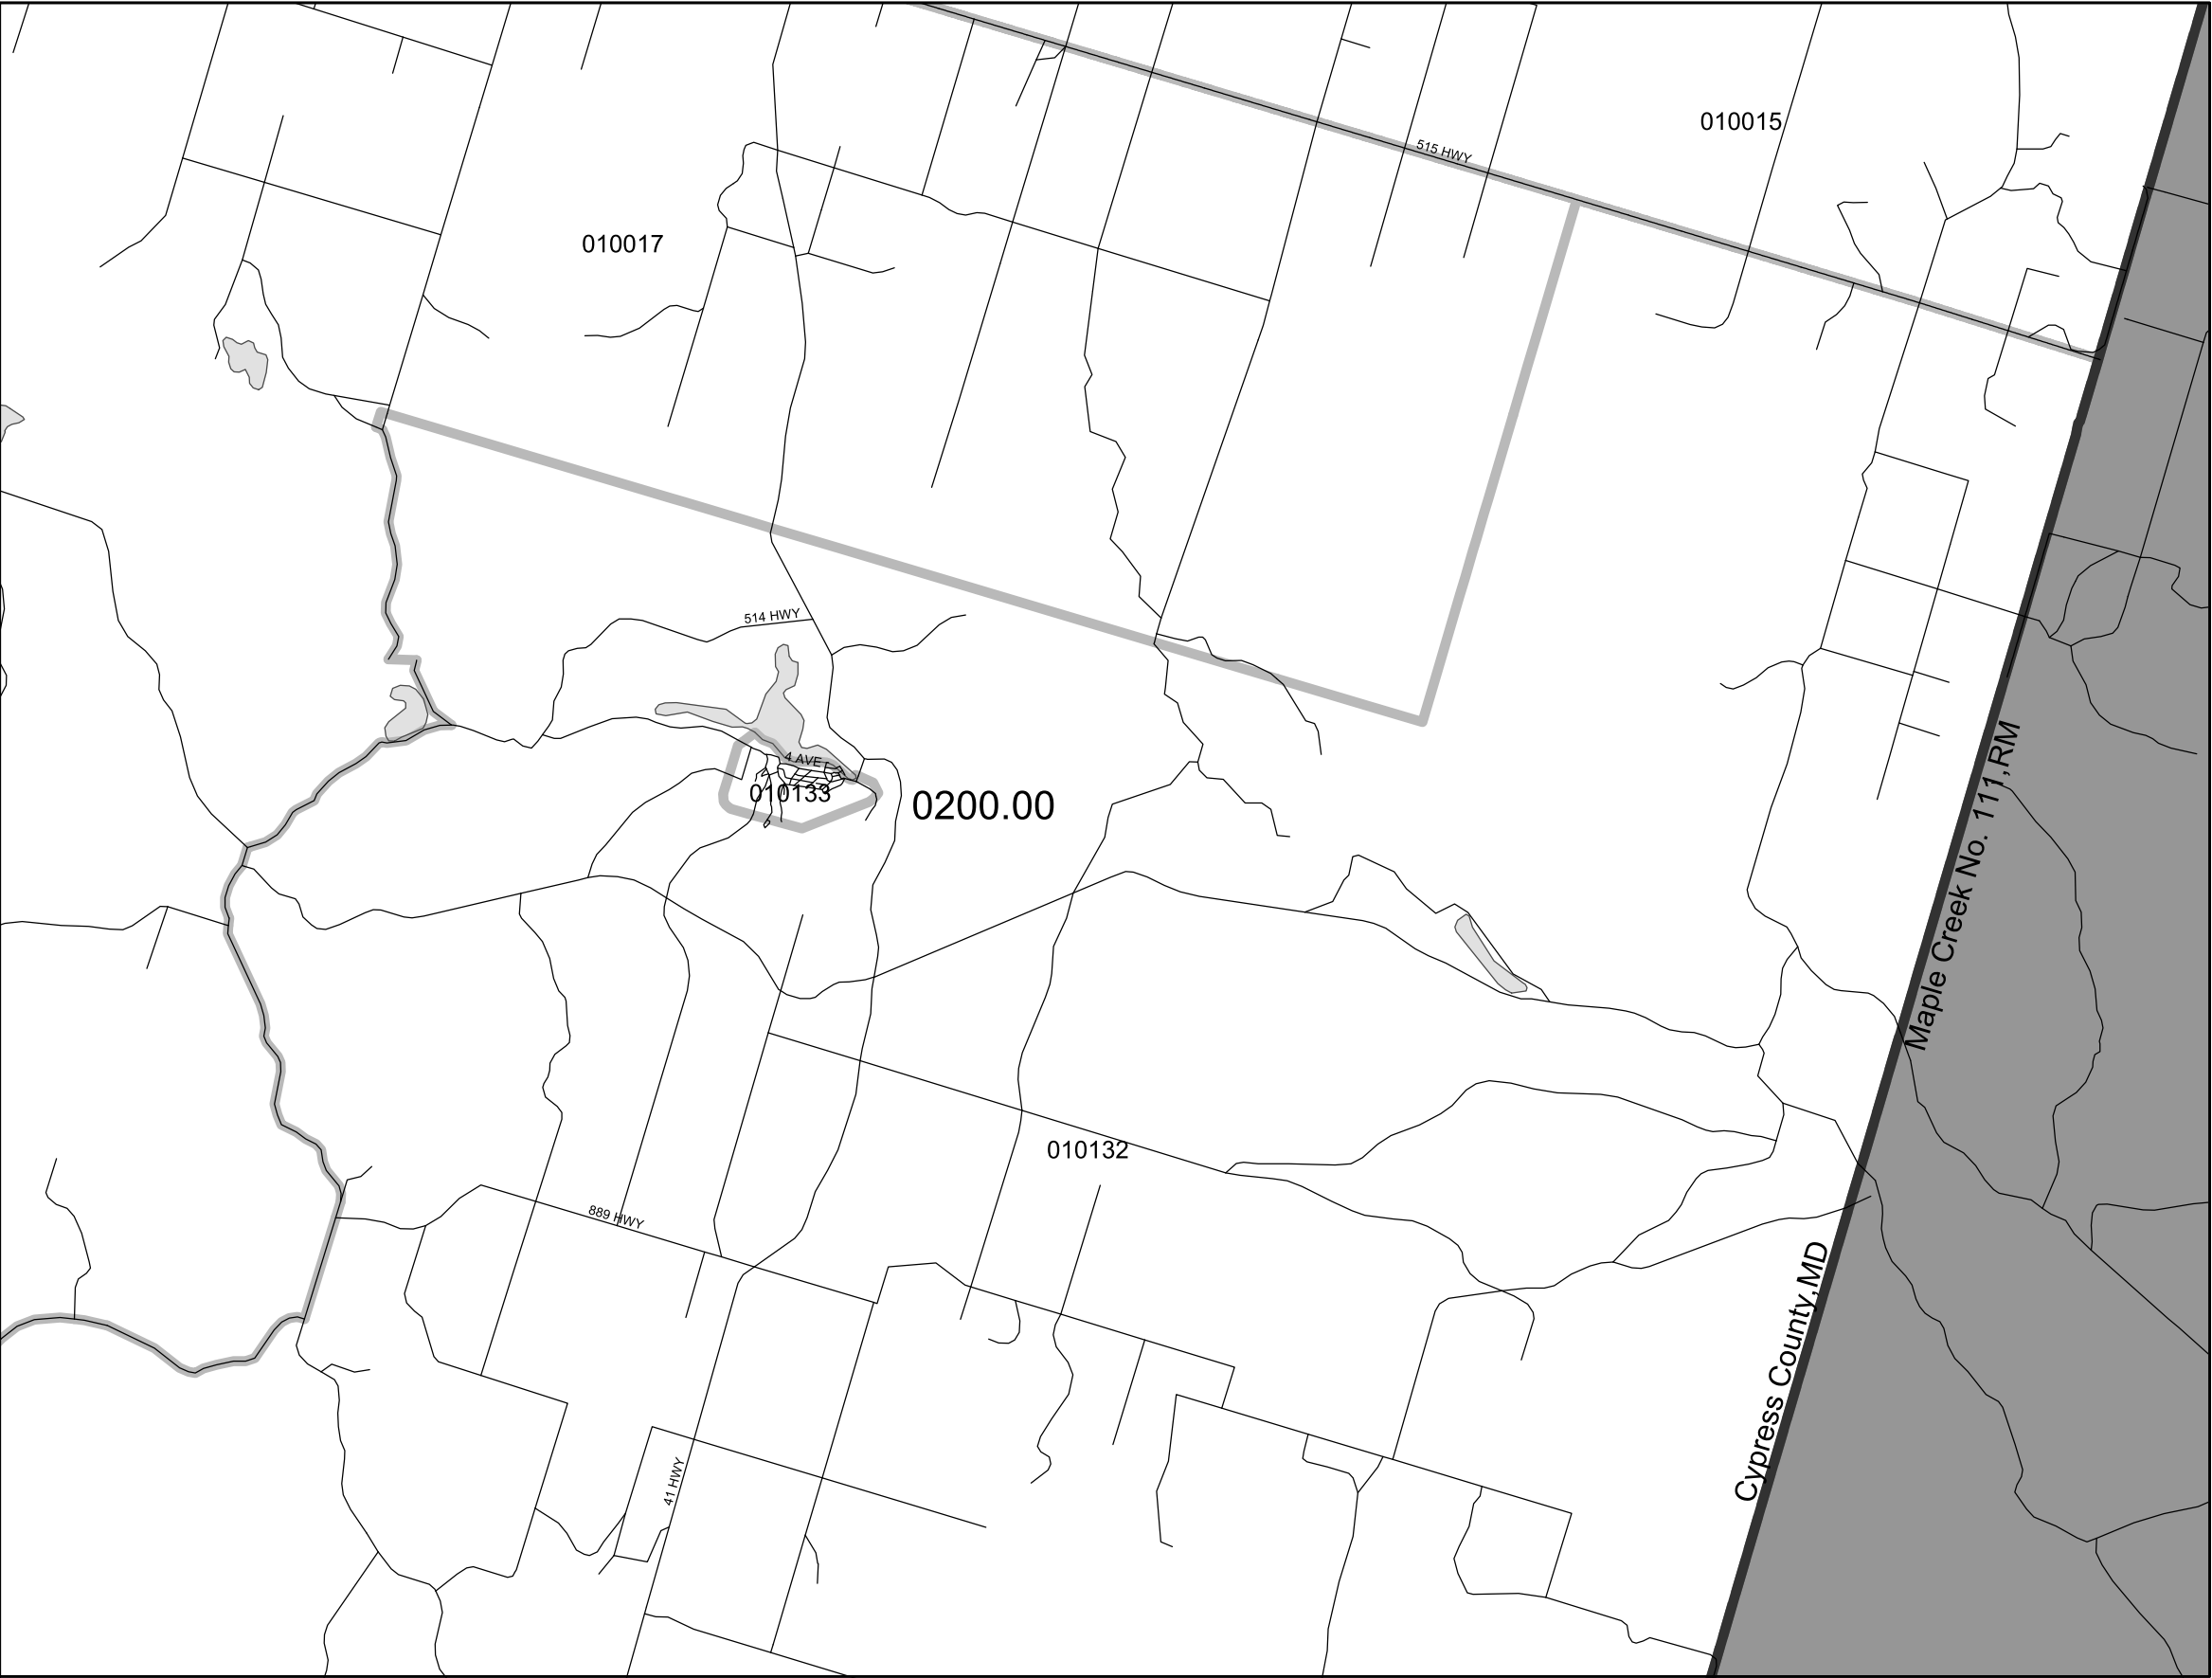 010015
515 HWY
010017
514 HWY
4 AVE
010133
0200.00
Maple Creek No. 111,RM
010132
889 HWY
Cypress County,MD
41 HWY